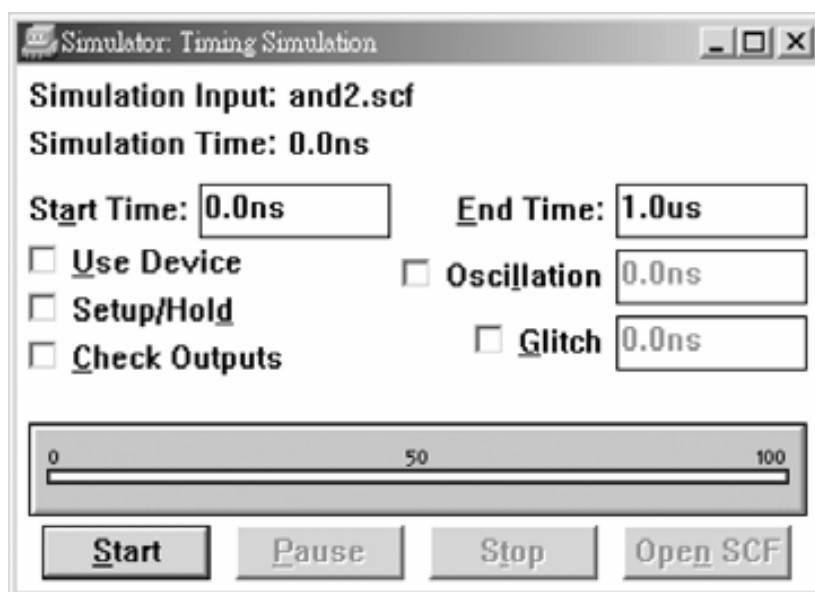 Simulator: Timing Simulation
Simulation Input: and2.scf
Simulation Time: 0.0ns
Start Time: 0.0ns End Time: 1.0us
Use Device
Oscillation 0.0ns
Setup/Hold
Glitch 0.0ns
Check Outputs
0 50 100
Start Pause Stop Open SCF